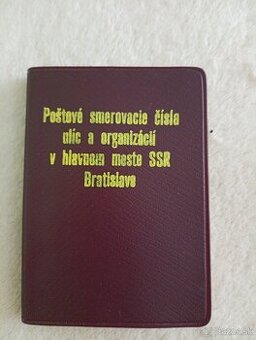 Poštové smerovacie čísla
ulíc a organizácií
v hlavnom meste SSR
Bratislave